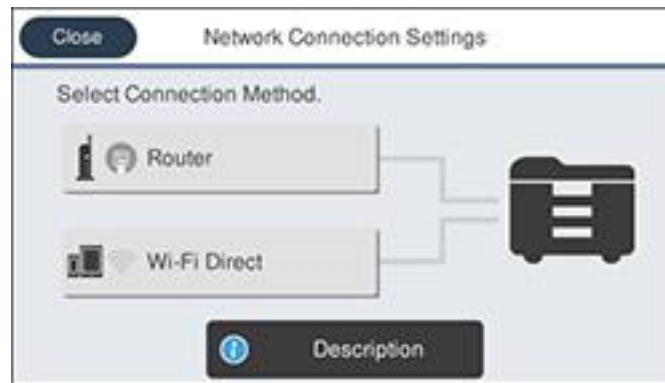 Close
Network Connection Settings
Select Connection Method.
Router
Wi-Fi Direct
Description